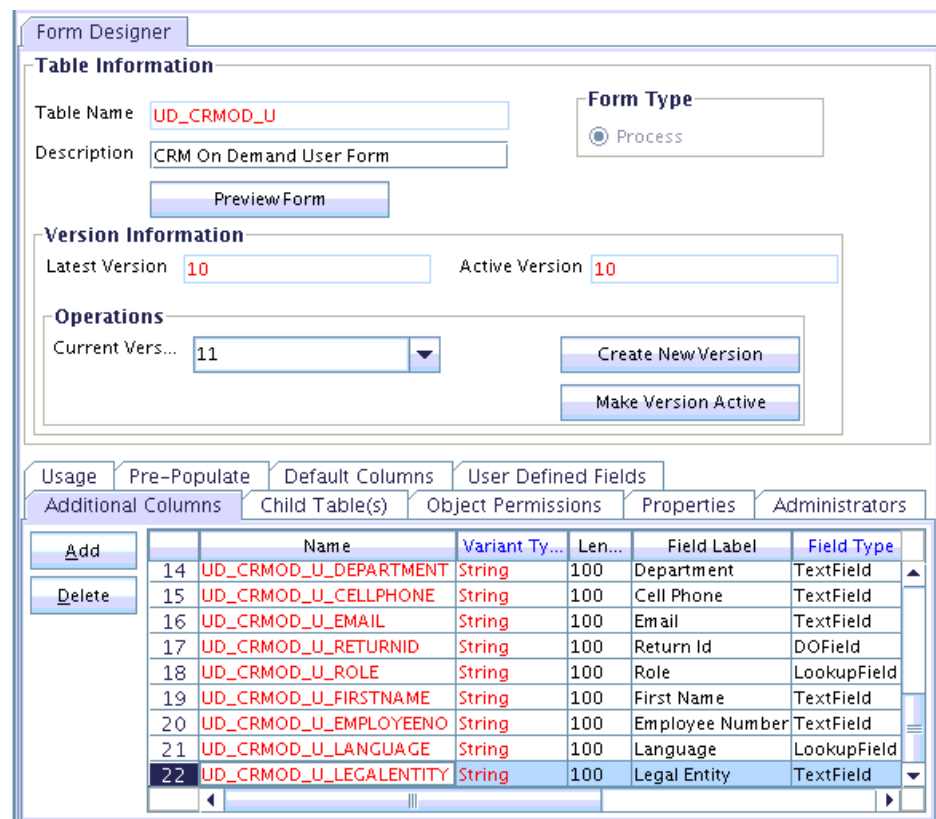 Form Designer
Table Information
Table Name UD_CRMOD_U
Form Type
Process
Description CRM On Demand User Form
Preview Form
Version Information
Latest Version 10 Active Version 10
Operations
Current Vers... 11 Create New Version
Make Version Active
Usage Pre-Populate Default Columns User Defined Fields
Additional Columns Child Table(s) Object Permissions Properties Administrators
Add
Delete
Name Variant Ty... Len... Field Label Field Type
14 UD_CRMOD_U_DEPARTMENT String 100 Department TextField
15 UD_CRMOD_U_CELLPHONE String 100 Cell Phone TextField
16 UD_CRMOD_U_EMAIL String 100 Email TextField
17 UD_CRMOD_U_RETURNID String 100 Return Id DOField
18 UD_CRMOD_U_ROLE String 100 Role LookupField
19 UD_CRMOD_U_FIRSTNAME String 100 First Name TextField
20 UD_CRMOD_U_EMPLOYEENO String 100 Employee Number TextField
21 UD_CRMOD_U_LANGUAGE String 100 Language LookupField
22 UD_CRMOD_U_LEGALENTITY String 100 Legal Entity TextField